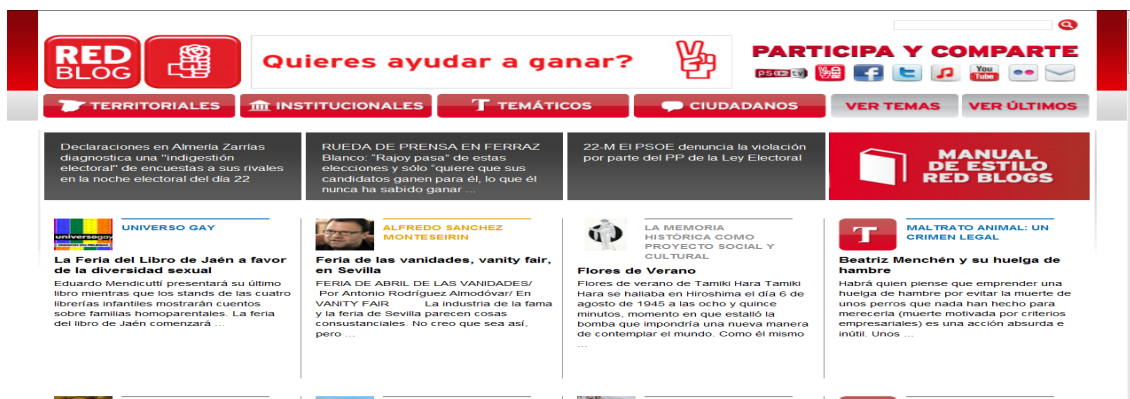 RED
BLOG
Quieres ayudar a ganar?
PARTICIPA Y COMPARTE
psoe tv
You
Tube
TERRITORIALES
INSTITUCIONALES
T TEMÁTICOS
CIUDADANOS
VER TEMAS
VER ÚLTIMOS
Declaraciones en Almería Zarrías
diagnostica una "indigestión
electoral" de encuestas a sus rivales
en la noche electoral del día 22
RUEDA DE PRENSA EN FERRAZ
Blanco: "Rajoy pasa" de estas
elecciones y sólo "quiere que sus
candidatos ganen para él, lo que él
nunca ha sabido ganar ...
22-M El PSOE denuncia la violación
por parte del PP de la Ley Electoral
MANUAL
DE ESTILO
RED BLOGS
universogay
UNIVERSO GAY
La Feria del Libro de Jaén a favor
de la diversidad sexual
Eduardo Mendicutti presentará su último
libro mientras que los stands de las cuatro
librerías infantiles mostrarán cuentos
sobre familias homoparentales. La feria
del libro de Jaén comenzará ...
ALFREDO SANCHEZ
MONTESEIRIN
Feria de las vanidades, vanity fair,
en Sevilla
FERIA DE ABRIL DE LAS VANIDADES/
Por Antonio Rodríguez Almodóvar/ En
VANITY FAIR La industria de la fama
y la feria de Sevilla parecen cosas
consustanciales. No creo que sea así,
pero ...
LA MEMORIA
HISTÓRICA COMO
PROYECTO SOCIAL Y
CULTURAL
Flores de Verano
Flores de verano de Tamiki Hara Tamiki
Hara se hallaba en Hiroshima el día 6 de
agosto de 1945 a las ocho y quince
minutos, momento en que estalló la
bomba que impondría una nueva manera
de contemplar el mundo. Como él mismo
...
T
MALTRATO ANIMAL: UN
CRIMEN LEGAL
Beatriz Menchén y su huelga de
hambre
Habrá quien piense que emprender una
huelga de hambre por evitar la muerte de
unos perros que nada han hecho para
merecerla (muerte motivada por criterios
empresariales) es una acción absurda e
inútil. Unos ...